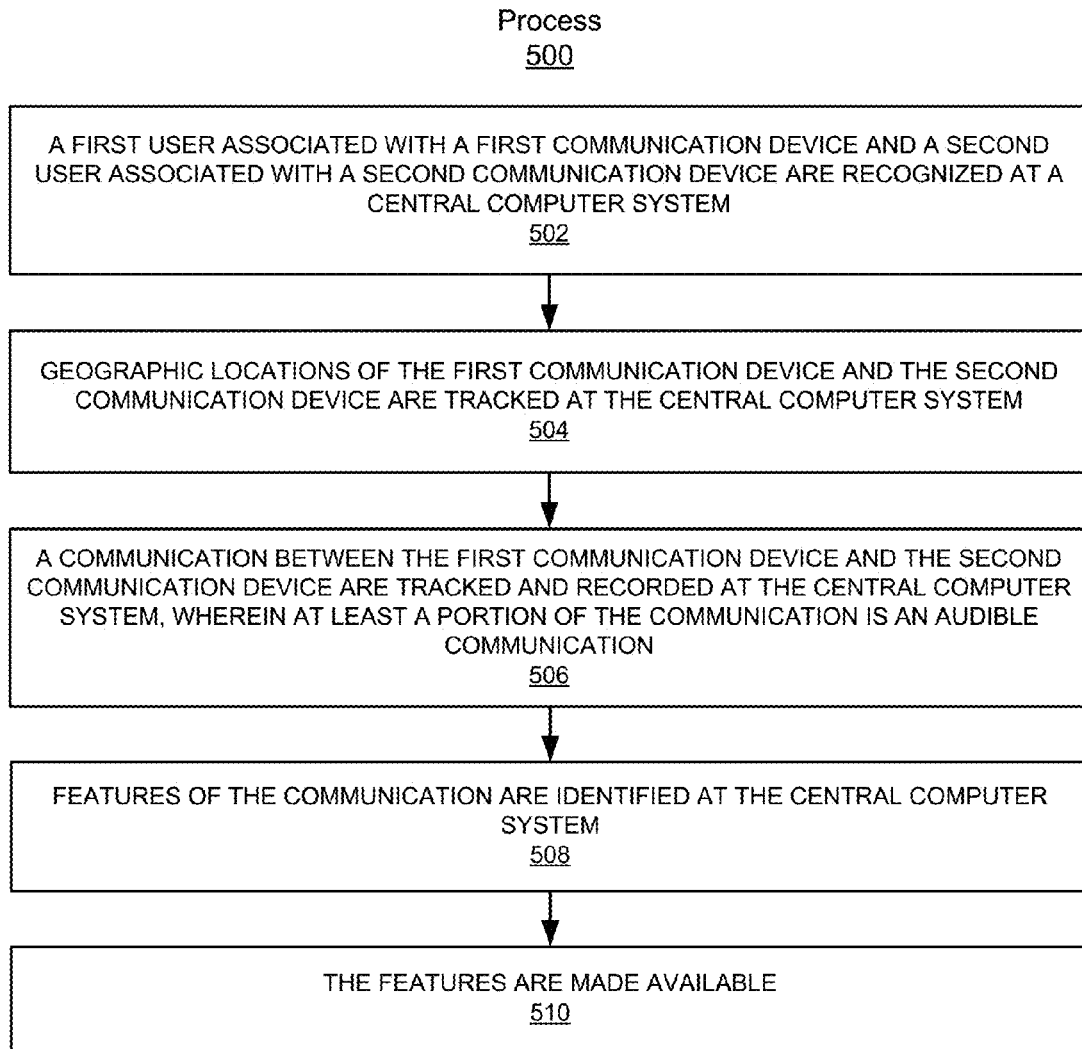 Process
500
A FIRST USER ASSOCIATED WITH A FIRST COMMUNICATION DEVICE AND A SECOND
USER ASSOCIATED WITH A SECOND COMMUNICATION DEVICE ARE RECOGNIZED AT A
CENTRAL COMPUTER SYSTEM
502
GEOGRAPHIC LOCATIONS OF THE FIRST COMMUNICATION DEVICE AND THE SECOND
COMMUNICATION DEVICE ARE TRACKED AT THE CENTRAL COMPUTER SYSTEM
504
A COMMUNICATION BETWEEN THE FIRST COMMUNICATION DEVICE AND THE SECOND
COMMUNICATION DEVICE ARE TRACKED AND RECORDED AT THE CENTRAL COMPUTER
SYSTEM, WHEREIN AT LEAST A PORTION OF THE COMMUNICATION IS AN AUDIBLE
COMMUNICATION
506
FEATURES OF THE COMMUNICATION ARE IDENTIFIED AT THE CENTRAL COMPUTER
SYSTEM
508
THE FEATURES ARE MADE AVAILABLE
510